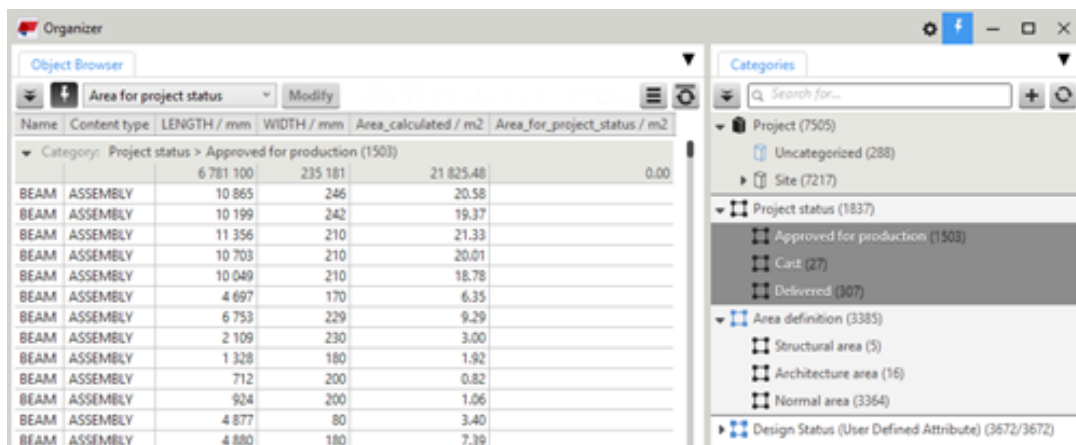 Organizer
Object Browser
Area for project status Modify
Name Content type LENGTH / mm WIDTH / mm Area_calculated / m2 Area_for_project_status / m2
Category: Project status > Approved for production (1503)
6 781 100 235 181 21 825.48 0.00
BEAM ASSEMBLY 10 865 246 20.58
BEAM ASSEMBLY 10 199 242 19.37
BEAM ASSEMBLY 11 356 210 21.33
BEAM ASSEMBLY 10 703 210 20.01
BEAM ASSEMBLY 10 049 210 18.78
BEAM ASSEMBLY 4 697 170 6.35
BEAM ASSEMBLY 6 753 229 9.29
BEAM ASSEMBLY 2 109 230 3.00
BEAM ASSEMBLY 1 328 180 1.92
BEAM ASSEMBLY 712 200 0.82
BEAM ASSEMBLY 924 200 1.06
BEAM ASSEMBLY 4 877 80 3.40
BEAM ASSEMBLY 4 880 180 7.39
Categories
Search for...
Project (7505)
Uncategorized (288)
Site (7217)
Project status (1837)
Approved for production (1503)
Cast (27)
Delivered (307)
Area definition (3385)
Structural area (5)
Architecture area (16)
Normal area (3364)
Design Status (User Defined Attribute) (3672/3672)